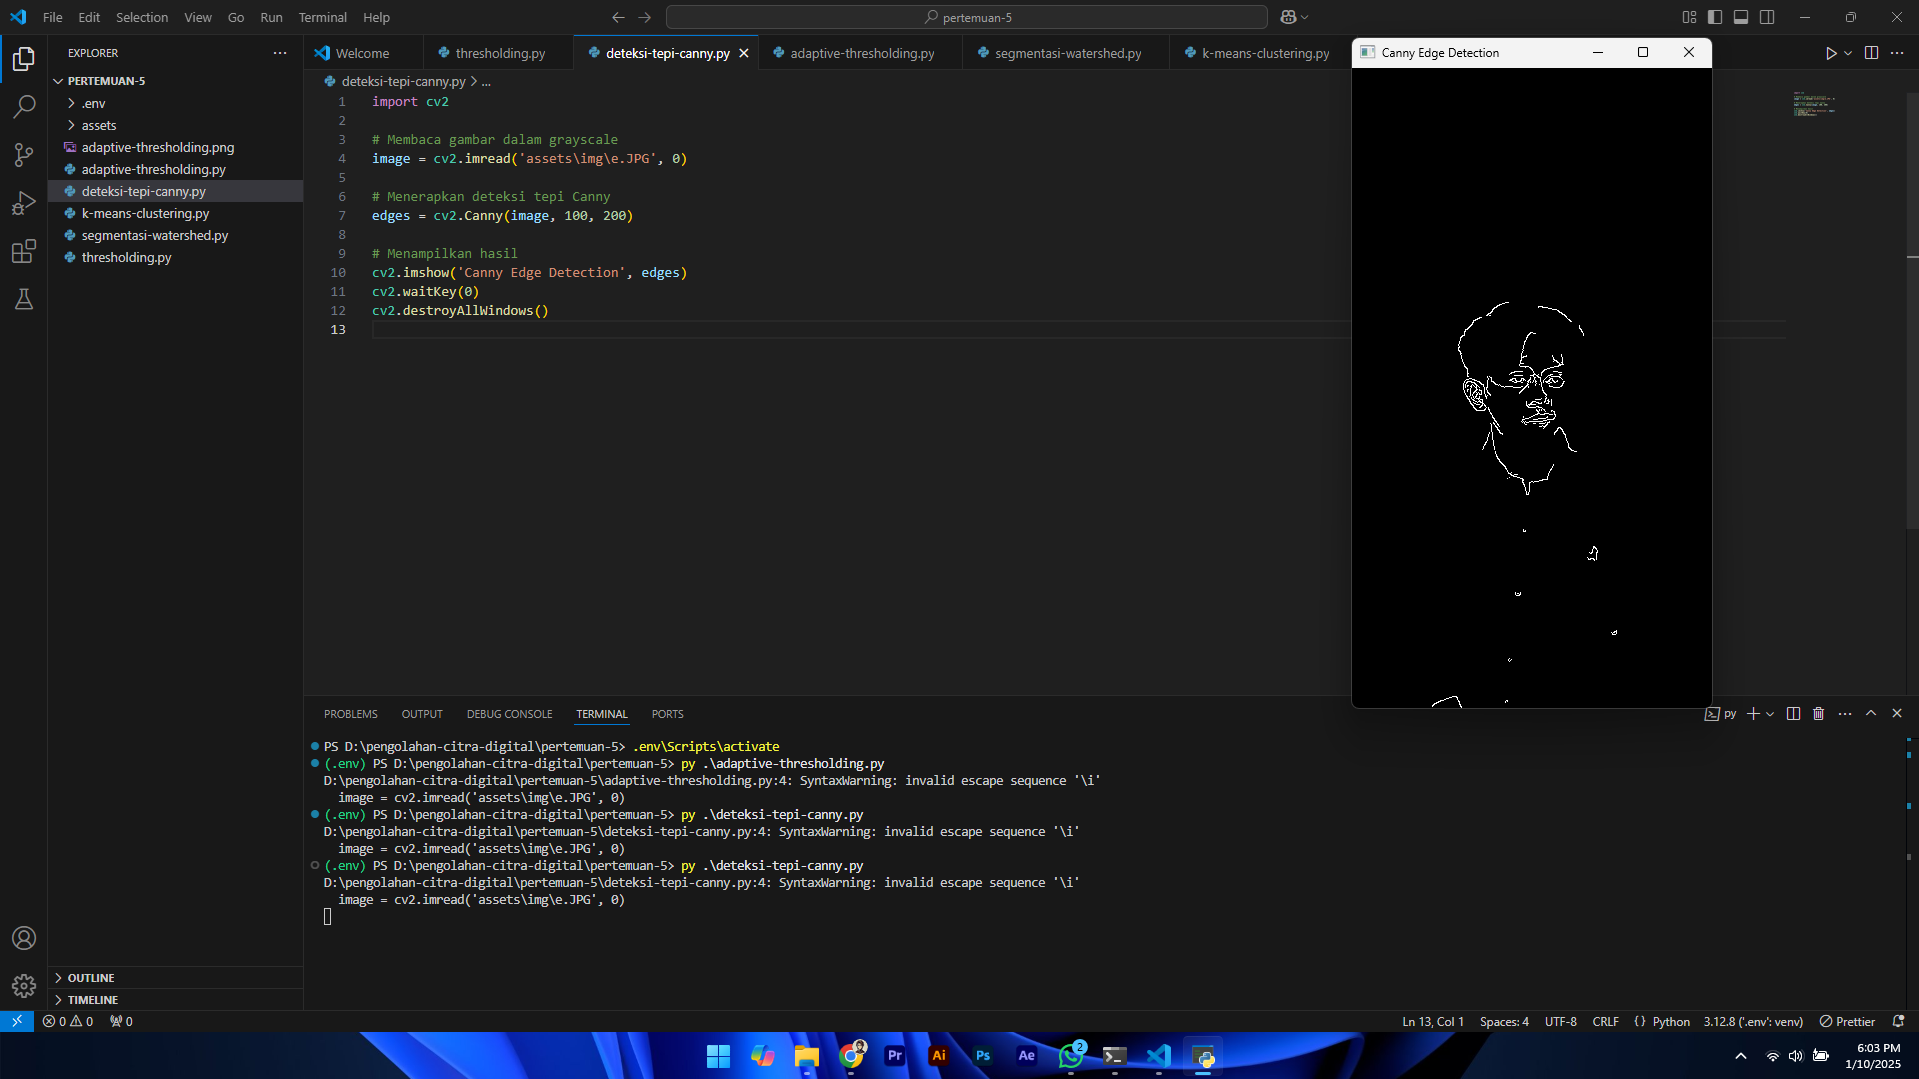 File Edit Selection View Go Run Terminal Help
pertemuan-5
EXPLORER
PERTEMUAN-5
.env
assets
adaptive-thresholding.png
adaptive-thresholding.py
deteksi-tepi-canny.py
k-means-clustering.py
segmentasi-watershed.py
thresholding.py
OUTLINE
TIMELINE
Welcome thresholding.py deteksi-tepi-canny.py adaptive-thresholding.py segmentasi-watershed.py k-means-clustering.py
deteksi-tepi-canny.py > ...
1 import cv2
2
3 # Membaca gambar dalam grayscale
4 image = cv2.imread('assets\img\e.JPG', 0)
5
6 # Menerapkan deteksi tepi Canny
7 edges = cv2.Canny(image, 100, 200)
8
9 # Menampilkan hasil
10 cv2.imshow('Canny Edge Detection', edges)
11 cv2.waitKey(0)
12 cv2.destroyAllWindows()
13
Canny Edge Detection
PROBLEMS OUTPUT DEBUG CONSOLE TERMINAL PORTS
py
PS D:\pengolahan-citra-digital\pertemuan-5> .env\Scripts\activate
(.env) PS D:\pengolahan-citra-digital\pertemuan-5> py .\adaptive-thresholding.py
D:\pengolahan-citra-digital\pertemuan-5\adaptive-thresholding.py:4: SyntaxWarning: invalid escape sequence '\i'
image = cv2.imread('assets\img\e.JPG', 0)
(.env) PS D:\pengolahan-citra-digital\pertemuan-5> py .\deteksi-tepi-canny.py
D:\pengolahan-citra-digital\pertemuan-5\deteksi-tepi-canny.py:4: SyntaxWarning: invalid escape sequence '\i'
image = cv2.imread('assets\img\e.JPG', 0)
(.env) PS D:\pengolahan-citra-digital\pertemuan-5> py .\deteksi-tepi-canny.py
D:\pengolahan-citra-digital\pertemuan-5\deteksi-tepi-canny.py:4: SyntaxWarning: invalid escape sequence '\i'
image = cv2.imread('assets\img\e.JPG', 0)
0 0 0
Ln 13, Col 1 Spaces: 4 UTF-8 CRLF {} Python 3.12.8 ('.env': venv) Prettier
Pr Ai Ps Ae 2
6:03 PM
1/10/2025